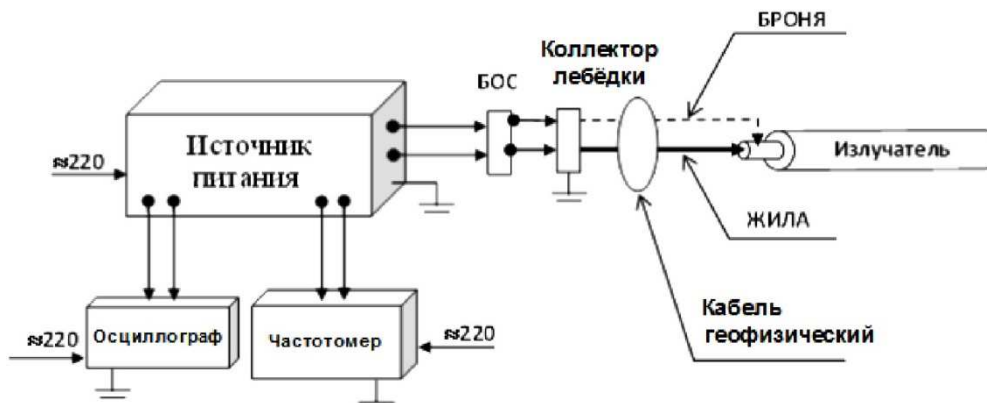 БРОНЯ
Коллектор
лебёдки
БОС
Источник
питания
≈220
Излучатель
ЖИЛА
Кабель
геофизический
Осциллограф
≈220
Частотомер
≈220